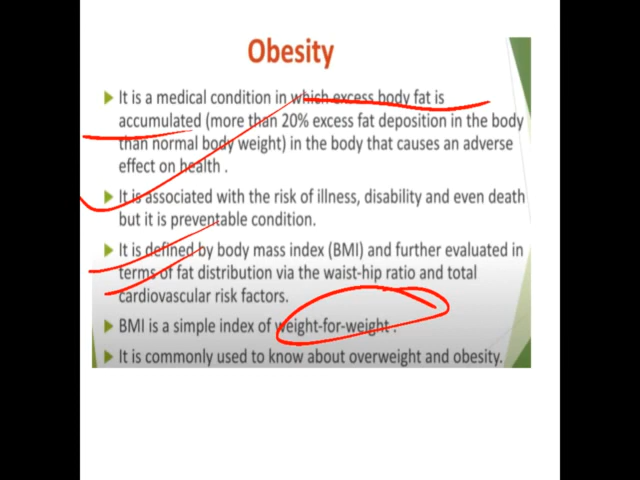 Obesity
It is a medical condition in which excess body fat is
accumulated (more than 20% excess fat deposition in the body
than normal body weight) in the body that causes an adverse
effect on health .
It is associated with the risk of illness, disability and even death
but it is preventable condition.
It is defined by body mass index (BMI) and further evaluated in
terms of fat distribution via the waist-hip ratio and total
cardiovascular risk factors.
BMI is a simple index of weight-for-weight .
It is commonly used to know about overweight and obesity.